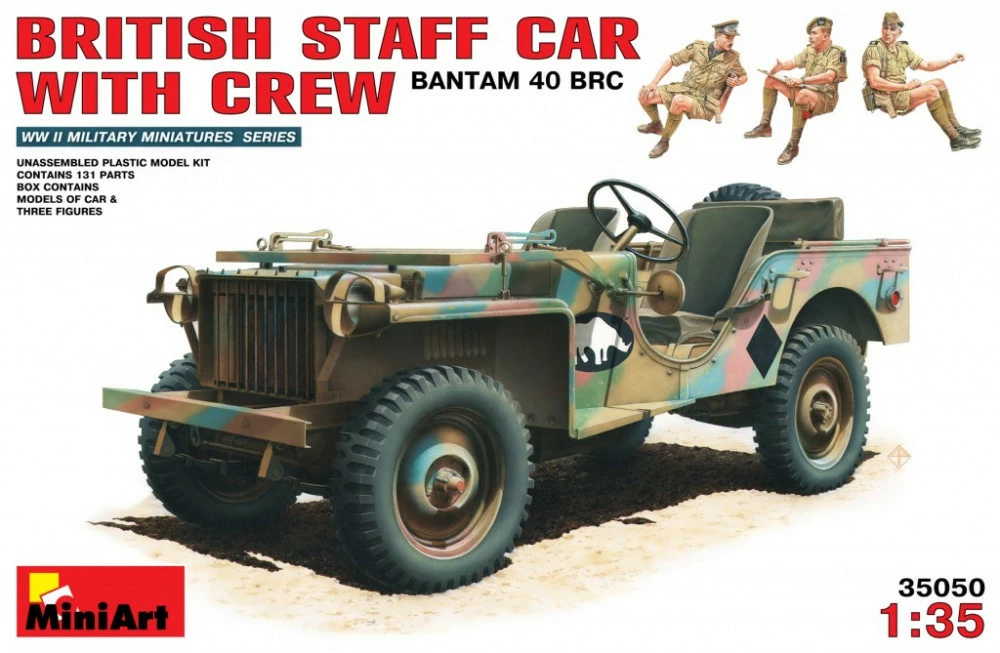 BRITISH STAFF CAR
WITH CREW
BANTAM 40 BRC
WW II MILITARY MINIATURES SERIES
UNASSEMBLED PLASTIC MODEL KIT
CONTAINS 131 PARTS
BOX CONTAINS
MODELS OF CAR &
THREE FIGURES
MiniArt
35050
1:35